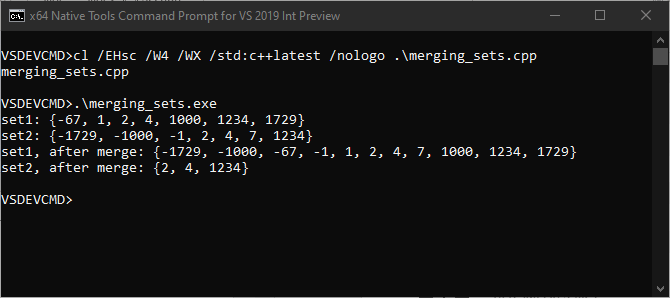 x64 Native Tools Command Prompt for VS 2019 Int Preview
VSDEVCMD>cl /EHsc /W4 /WX /std:c++latest /nologo .\merging_sets.cpp
merging_sets.cpp
VSDEVCMD>.\merging_sets.exe
set1: {-67, 1, 2, 4, 1000, 1234, 1729}
set2: {-1729, -1000, -1, 2, 4, 7, 1234}
set1, after merge: {-1729, -1000, -67, -1, 1, 2, 4, 7, 1000, 1234, 1729}
set2, after merge: {2, 4, 1234}
VSDEVCMD>